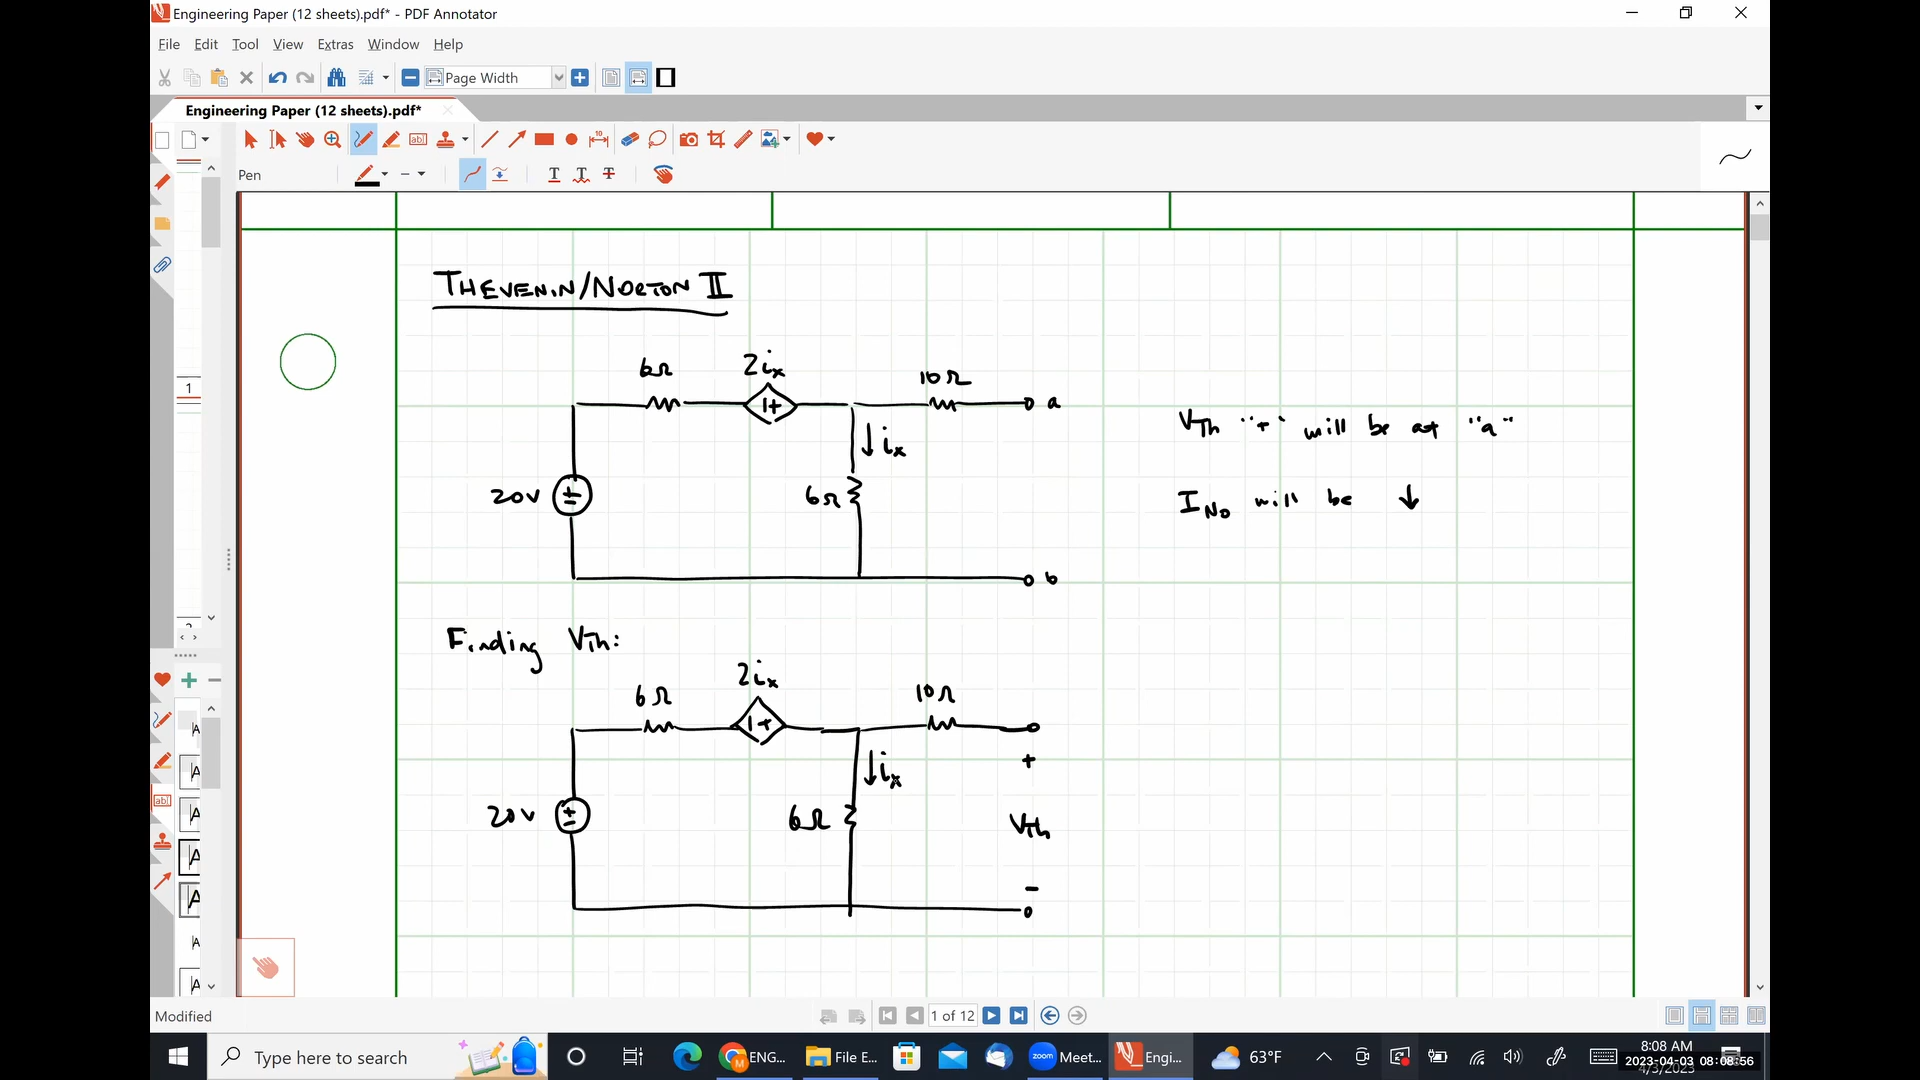 Engineering Paper (12 sheets).pdf* - PDF Annotator
File Edit Tool View Extras Window Help
Page Width
Engineering Paper (12 sheets).pdf*
Pen
THEVENIN/NORTON II
6Ω 2ix 10Ω
a
20V
ix
6Ω
b
VTh "+" will be at "a"
INo will be ↓
Finding VTh:
6Ω 2ix 10Ω
ix
+
20V
6Ω
VTh
-
1
Modified
1 of 12
Type here to search
ENG...
File E...
zoom
Meet...
Engi...
63°F
8:08 AM
2023-04-03 08:08:56